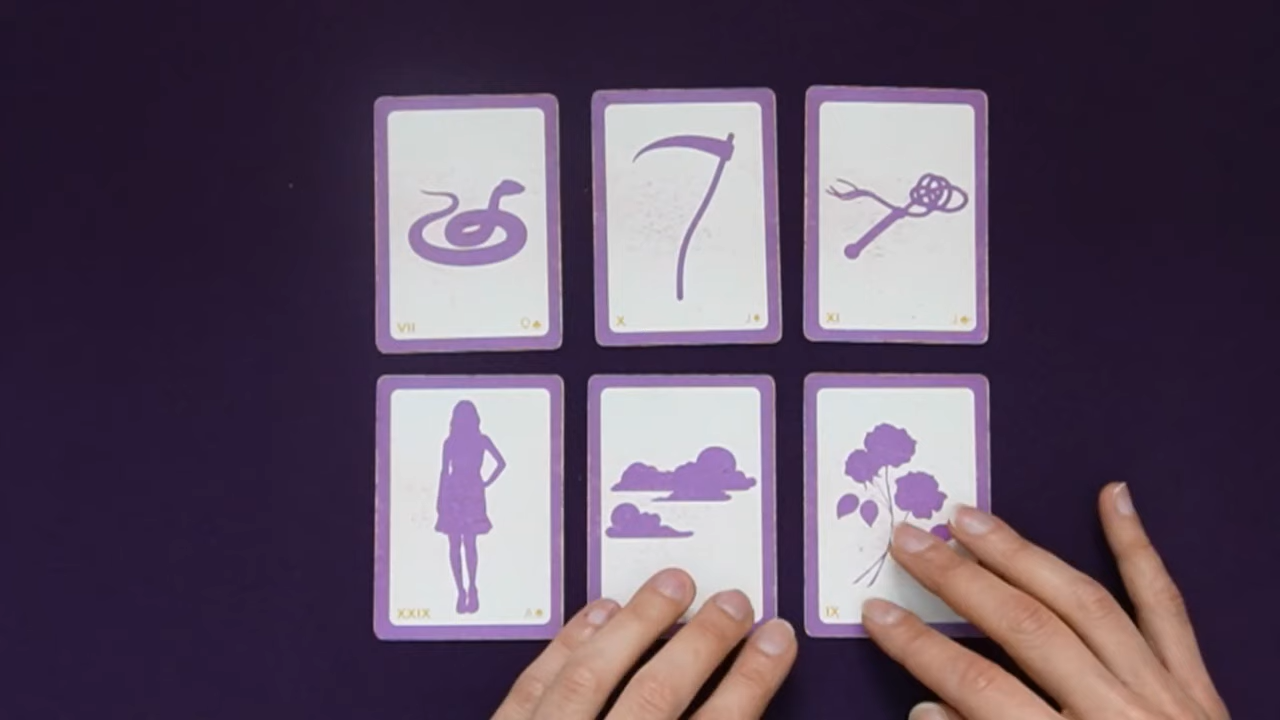 VII Q♠
X J♠
XI J♣
XXIX A♠
IX